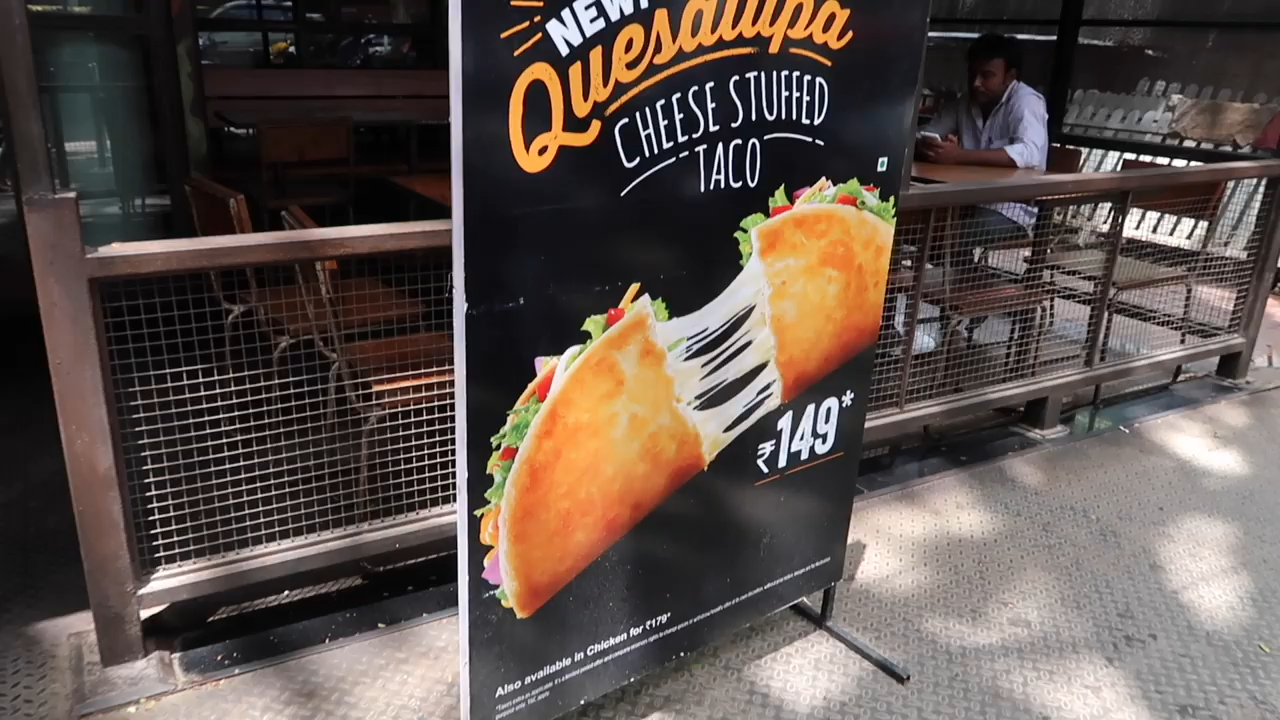 NEW!
Quesalupa
CHEESE STUFFED
TACO
₹149*
Also available in Chicken for ₹179*